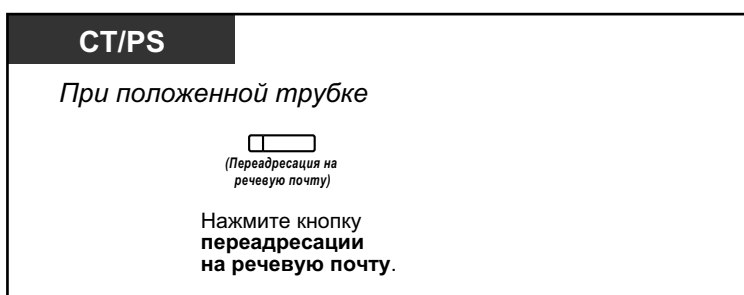 CT/PS
При положенной трубке
(Переадресация на
речевую почту)
Нажмите кнопку
переадресации
на речевую почту.